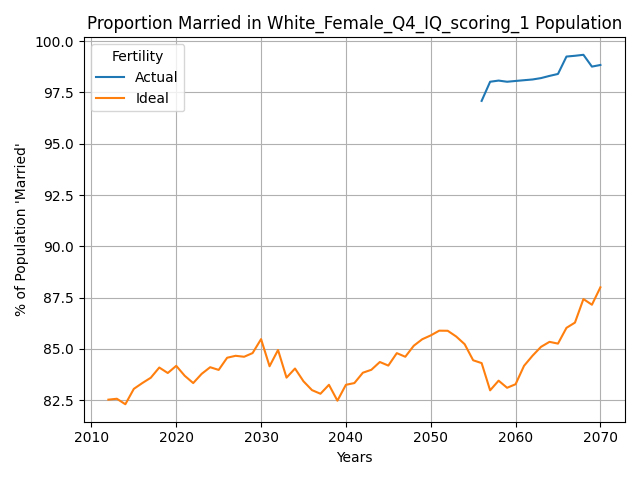 Proportion Married in White_Female_Q4_IQ_scoring_1 Population
% of Population 'Married'
100.0
97.5
95.0
92.5
90.0
87.5
85.0
82.5
Fertility
Actual
Ideal
2010 2020 2030 2040 2050 2060 2070
Years